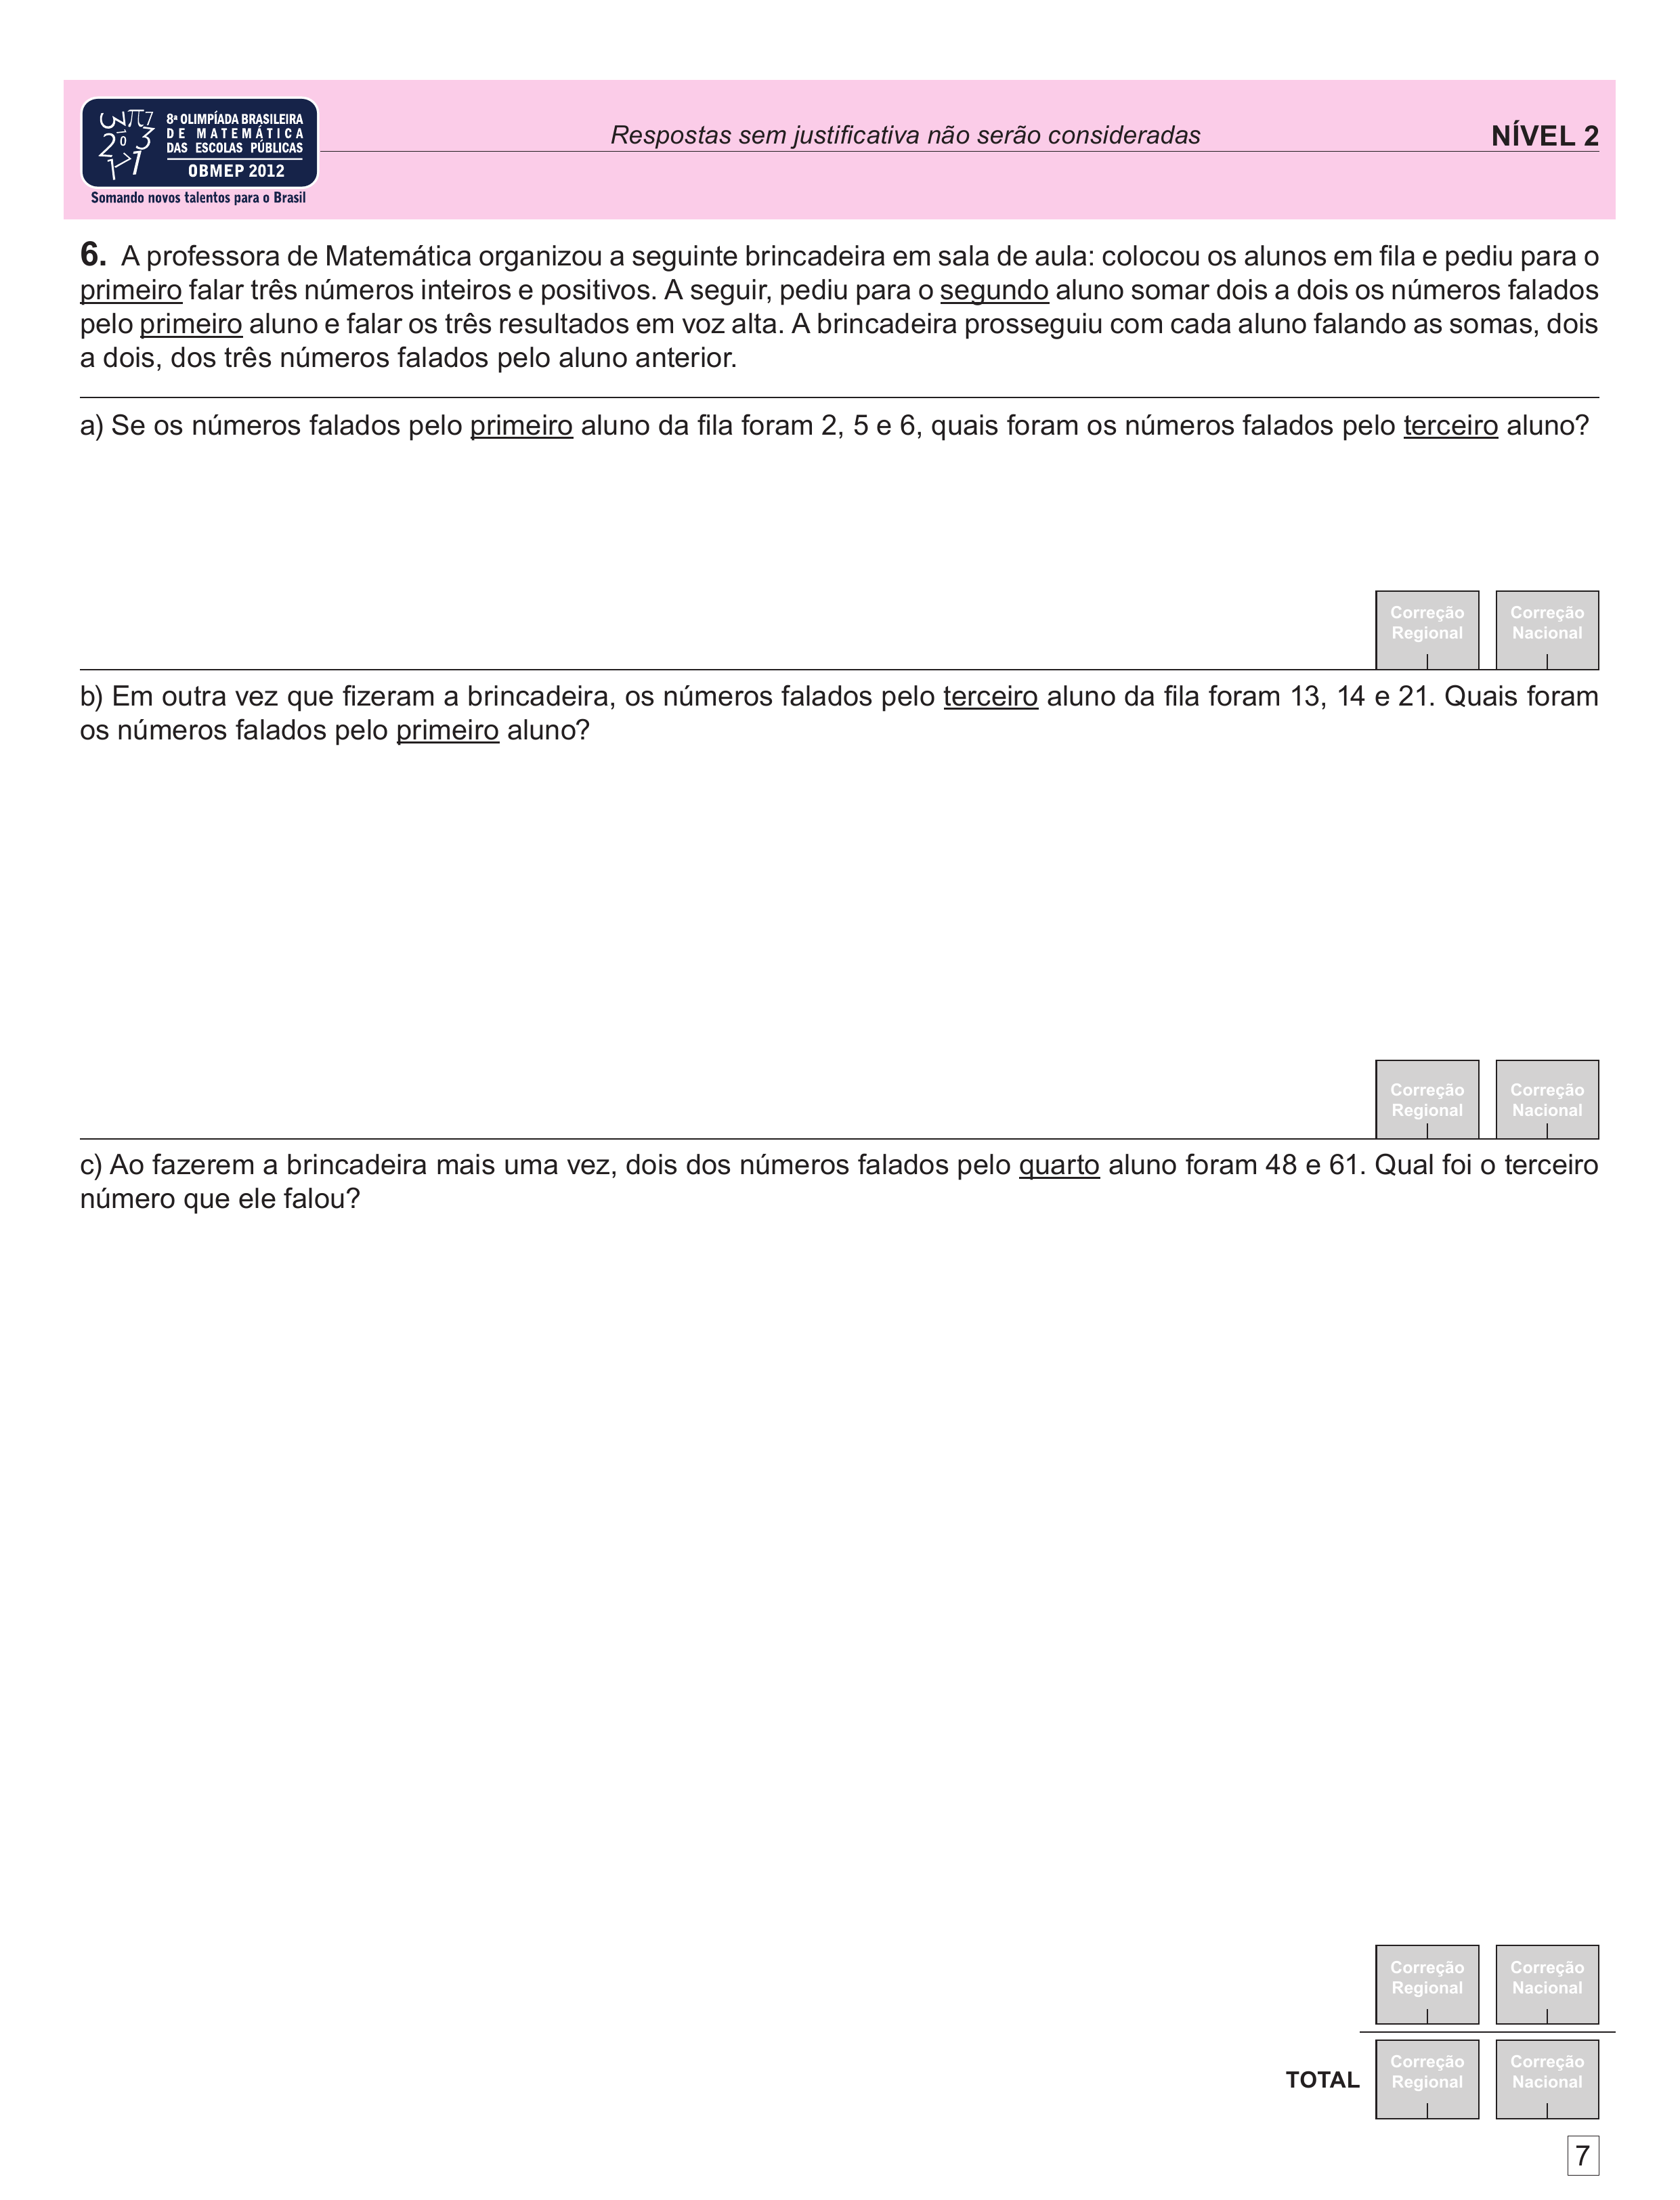 8ª OLIMPÍADA BRASILEIRA
DE MATEMÁTICA
DAS ESCOLAS PÚBLICAS
OBMEP 2012
Somando novos talentos para o Brasil
Respostas sem justificativa não serão consideradas
NÍVEL 2
6. A professora de Matemática organizou a seguinte brincadeira em sala de aula: colocou os alunos em fila e pediu para o
primeiro falar três números inteiros e positivos. A seguir, pediu para o segundo aluno somar dois a dois os números falados
pelo primeiro aluno e falar os três resultados em voz alta. A brincadeira prosseguiu com cada aluno falando as somas, dois
a dois, dos três números falados pelo aluno anterior.
a) Se os números falados pelo primeiro aluno da fila foram 2, 5 e 6, quais foram os números falados pelo terceiro aluno?
Correção
Regional
Correção
Nacional
b) Em outra vez que fizeram a brincadeira, os números falados pelo terceiro aluno da fila foram 13, 14 e 21. Quais foram
os números falados pelo primeiro aluno?
Correção
Regional
Correção
Nacional
c) Ao fazerem a brincadeira mais uma vez, dois dos números falados pelo quarto aluno foram 48 e 61. Qual foi o terceiro
número que ele falou?
Correção
Regional
Correção
Nacional
TOTAL
Correção
Regional
Correção
Nacional
7